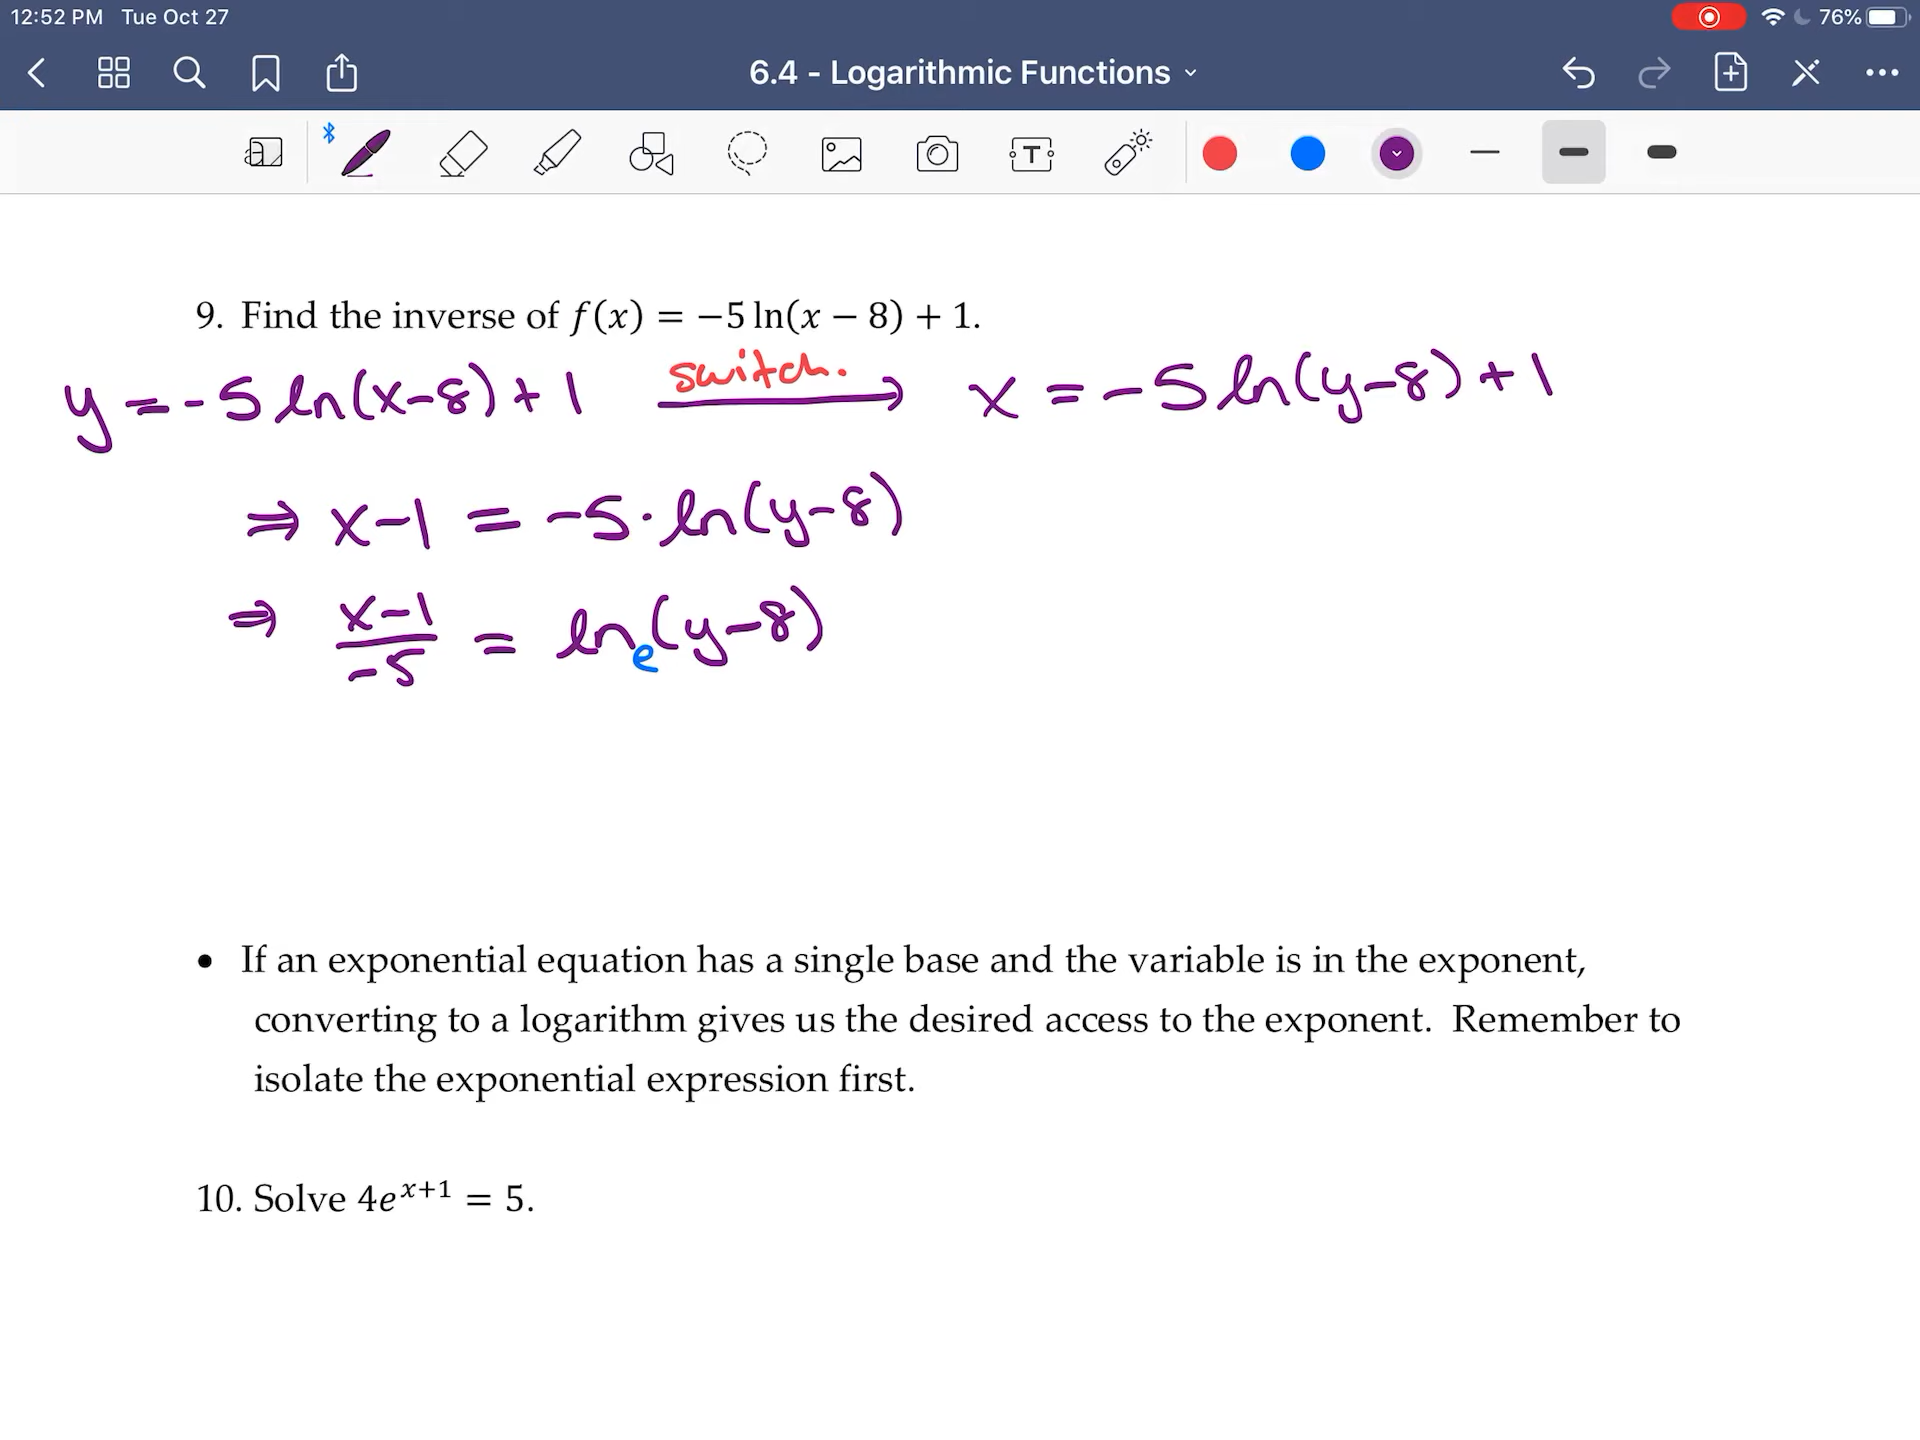 12:52 PM Tue Oct 27 76%
6.4 - Logarithmic Functions
9. Find the inverse of f(x) = −5 ln(x − 8) + 1.
y = -5 ln(x-8) + 1 switch. x = -5 ln(y-8) + 1
⇒ x-1 = -5 · ln(y-8)
⇒ (x-1)/(-5) = lnₑ(y-8)
• If an exponential equation has a single base and the variable is in the exponent,
converting to a logarithm gives us the desired access to the exponent. Remember to
isolate the exponential expression first.
10. Solve 4e^{x+1} = 5.